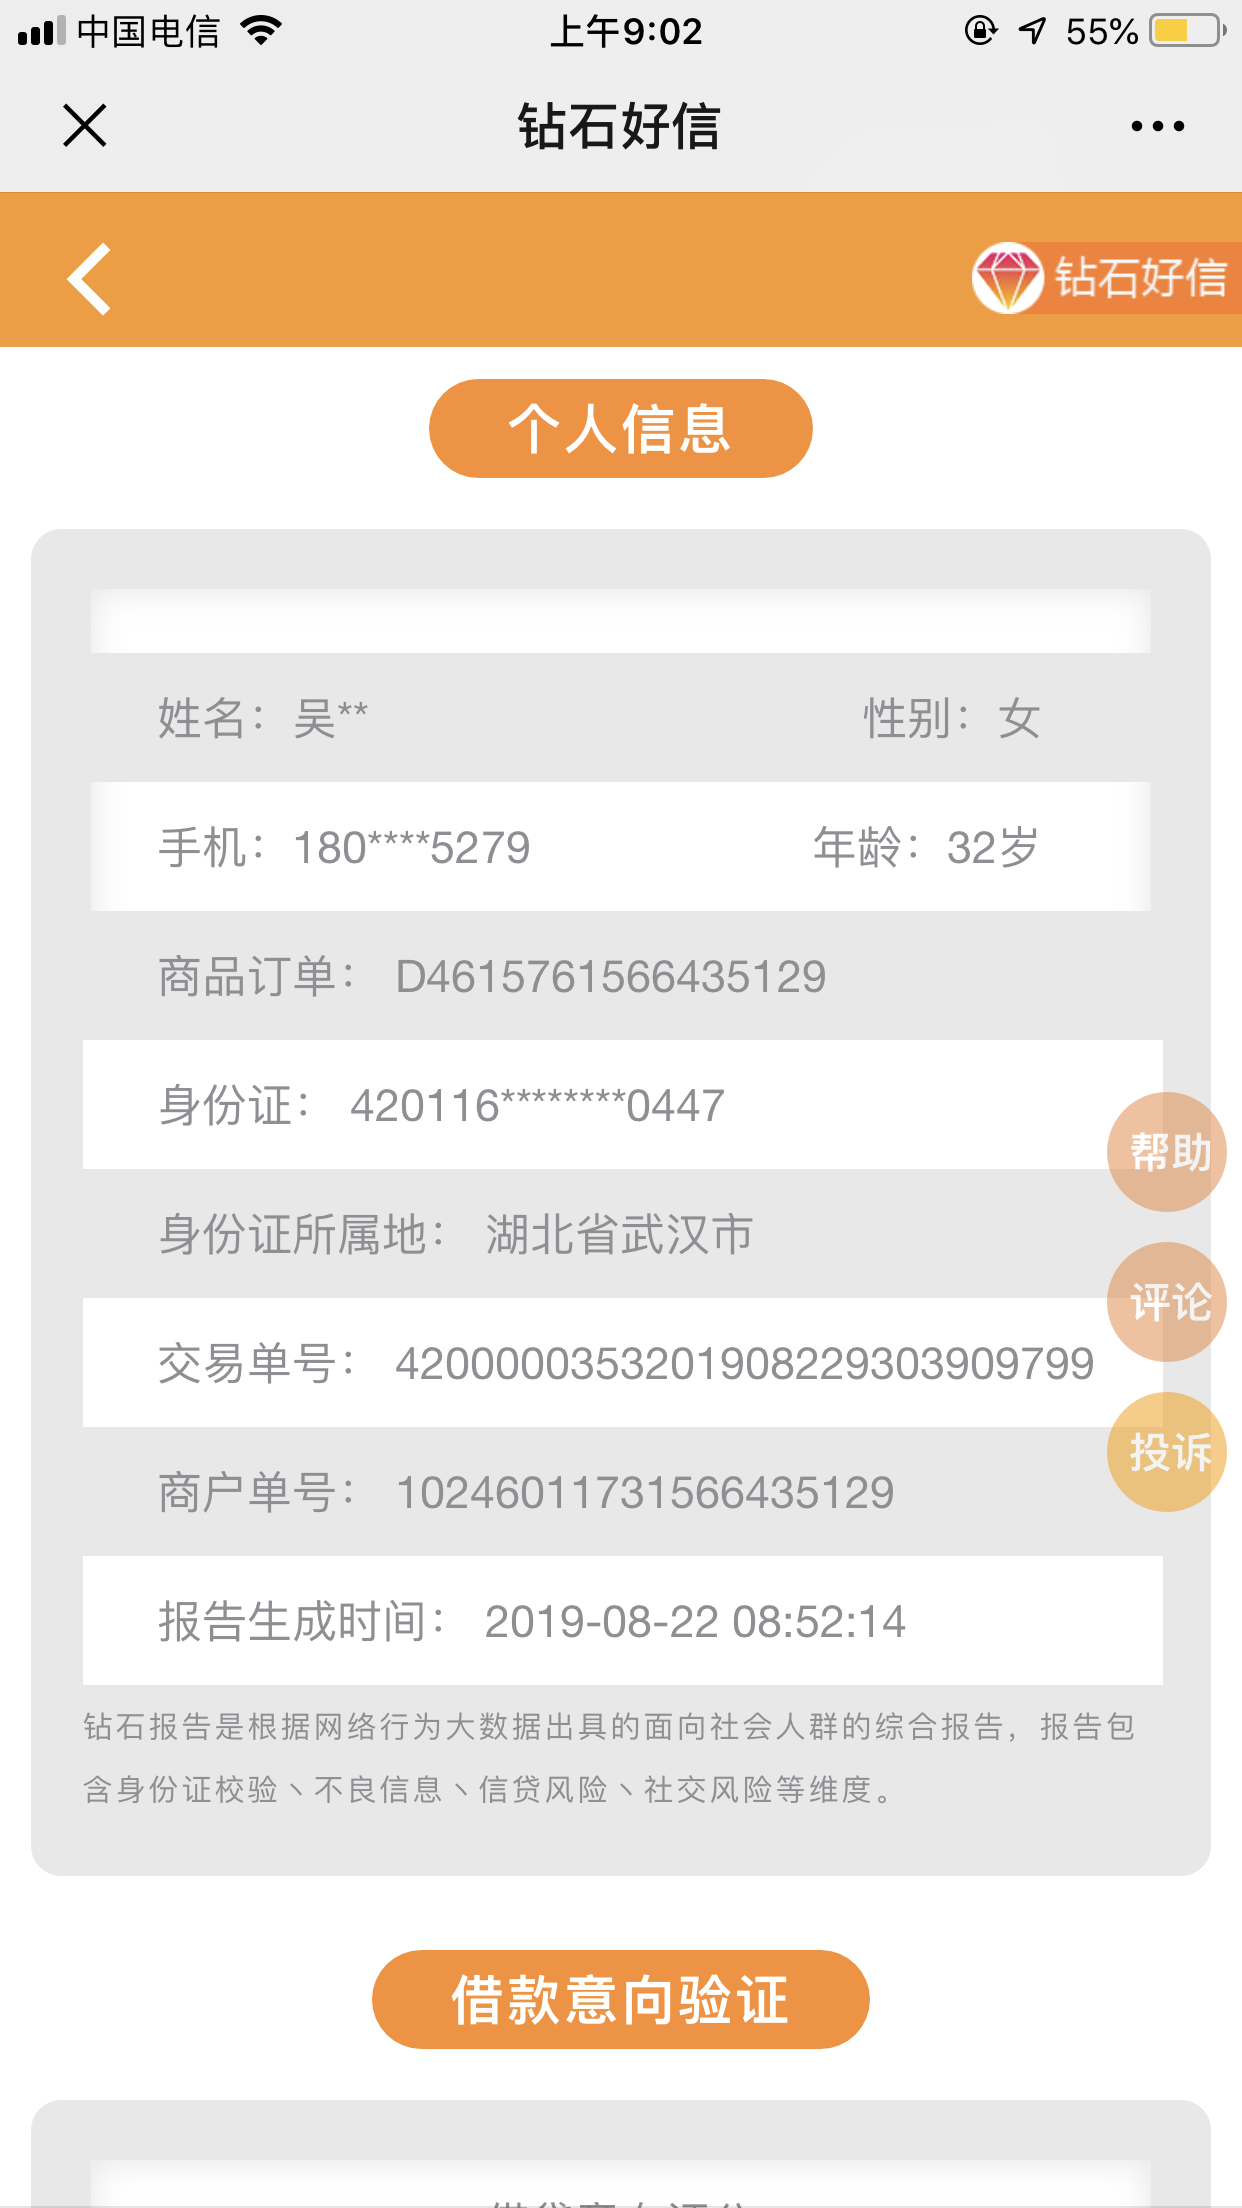 中国电信 上午9:02 55%
钻石好信
钻石好信
个人信息
姓名：吴** 性别：女
手机：180****5279 年龄：32岁
商品订单： D4615761566435129
身份证： 420116********0447
帮助
身份证所属地： 湖北省武汉市
评论
交易单号： 4200000353201908229303909799
投诉
商户单号： 10246011731566435129
报告生成时间： 2019-08-22 08:52:14
钻石报告是根据网络行为大数据出具的面向社会人群的综合报告，报告包
含身份证校验丶不良信息丶信贷风险丶社交风险等维度。
借款意向验证